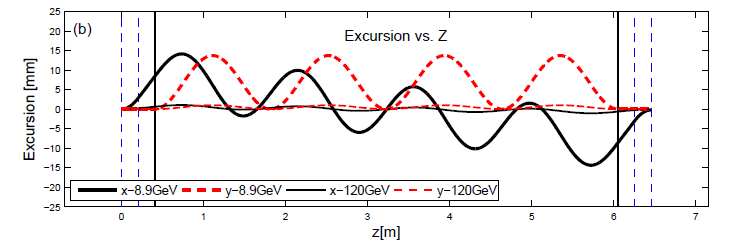 (b)
Excursion vs. Z
Excursion [mm]
25
20
15
10
5
0
−5
−10
−15
−20
−25
x−8.9GeV y−8.9GeV x−120GeV y−120GeV
0 1 2 3 4 5 6 7
z[m]